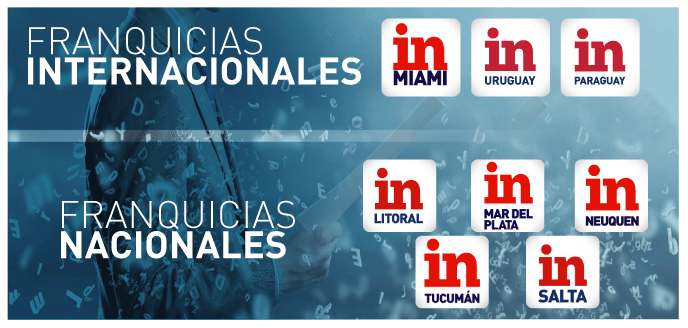 FRANQUICIAS
INTERNACIONALES
in
MIAMI
in
URUGUAY
in
PARAGUAY
FRANQUICIAS
NACIONALES
in
LITORAL
in
MAR DEL
PLATA
in
NEUQUEN
in
TUCUMÁN
in
SALTA